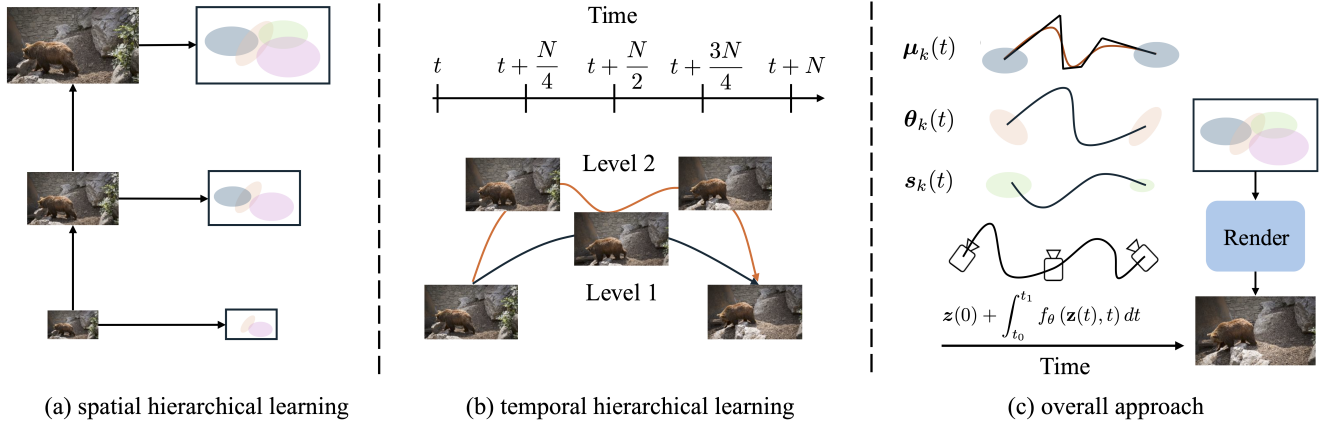 Time
t
t + N/4
t + N/2
t + 3N/4
t + N
Level 2
Level 1
μ_k(t)
θ_k(t)
s_k(t)
z(0) + ∫_{t_0}^{t_1} f_θ (z(t), t) dt
Time
Render
(a) spatial hierarchical learning
(b) temporal hierarchical learning
(c) overall approach